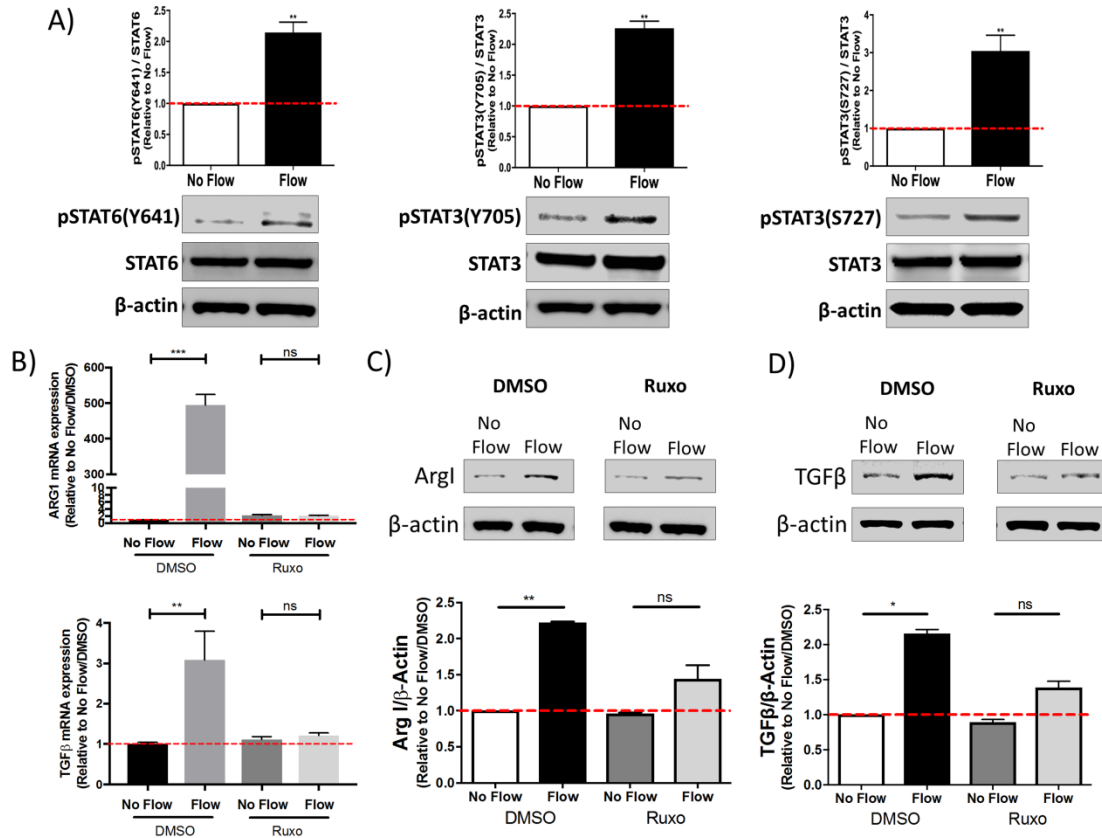 A)
pSTAT6(Y641) / STAT6
(Relative to No Flow)
2.5
2.0
1.5
1.0
0.5
0.0
**
No Flow
Flow
pSTAT6(Y641)
STAT6
β-actin
pSTAT3(Y705) / STAT3
(Relative to No Flow)
2.5
2.0
1.5
1.0
0.5
0.0
**
No Flow
Flow
pSTAT3(Y705)
STAT3
β-actin
pSTAT3(S727) / STAT3
(Relative to No Flow)
4
3
2
1
0
**
No Flow
Flow
pSTAT3(S727)
STAT3
β-actin
B)
ARG1 mRNA expression
(Relative to No Flow/DMSO)
600
500
400
300
12
10
8
6
4
2
0
***
ns
No Flow Flow No Flow Flow
DMSO Ruxo
TGFβ mRNA expression
(Relative to No Flow/DMSO)
4
3
2
1
0
**
ns
No Flow Flow No Flow Flow
DMSO Ruxo
C)
DMSO Ruxo
No No
Flow Flow Flow Flow
ArgI
β-actin
Arg I/β-Actin
(Relative to No Flow/DMSO)
2.5
2.0
1.5
1.0
0.5
0.0
**
ns
No Flow Flow No Flow Flow
DMSO Ruxo
D)
DMSO Ruxo
No No
Flow Flow Flow Flow
TGFβ
β-actin
TGFβ/β-Actin
(Relative to No Flow/DMSO)
2.5
2.0
1.5
1.0
0.5
0.0
*
ns
No Flow Flow No Flow Flow
DMSO Ruxo